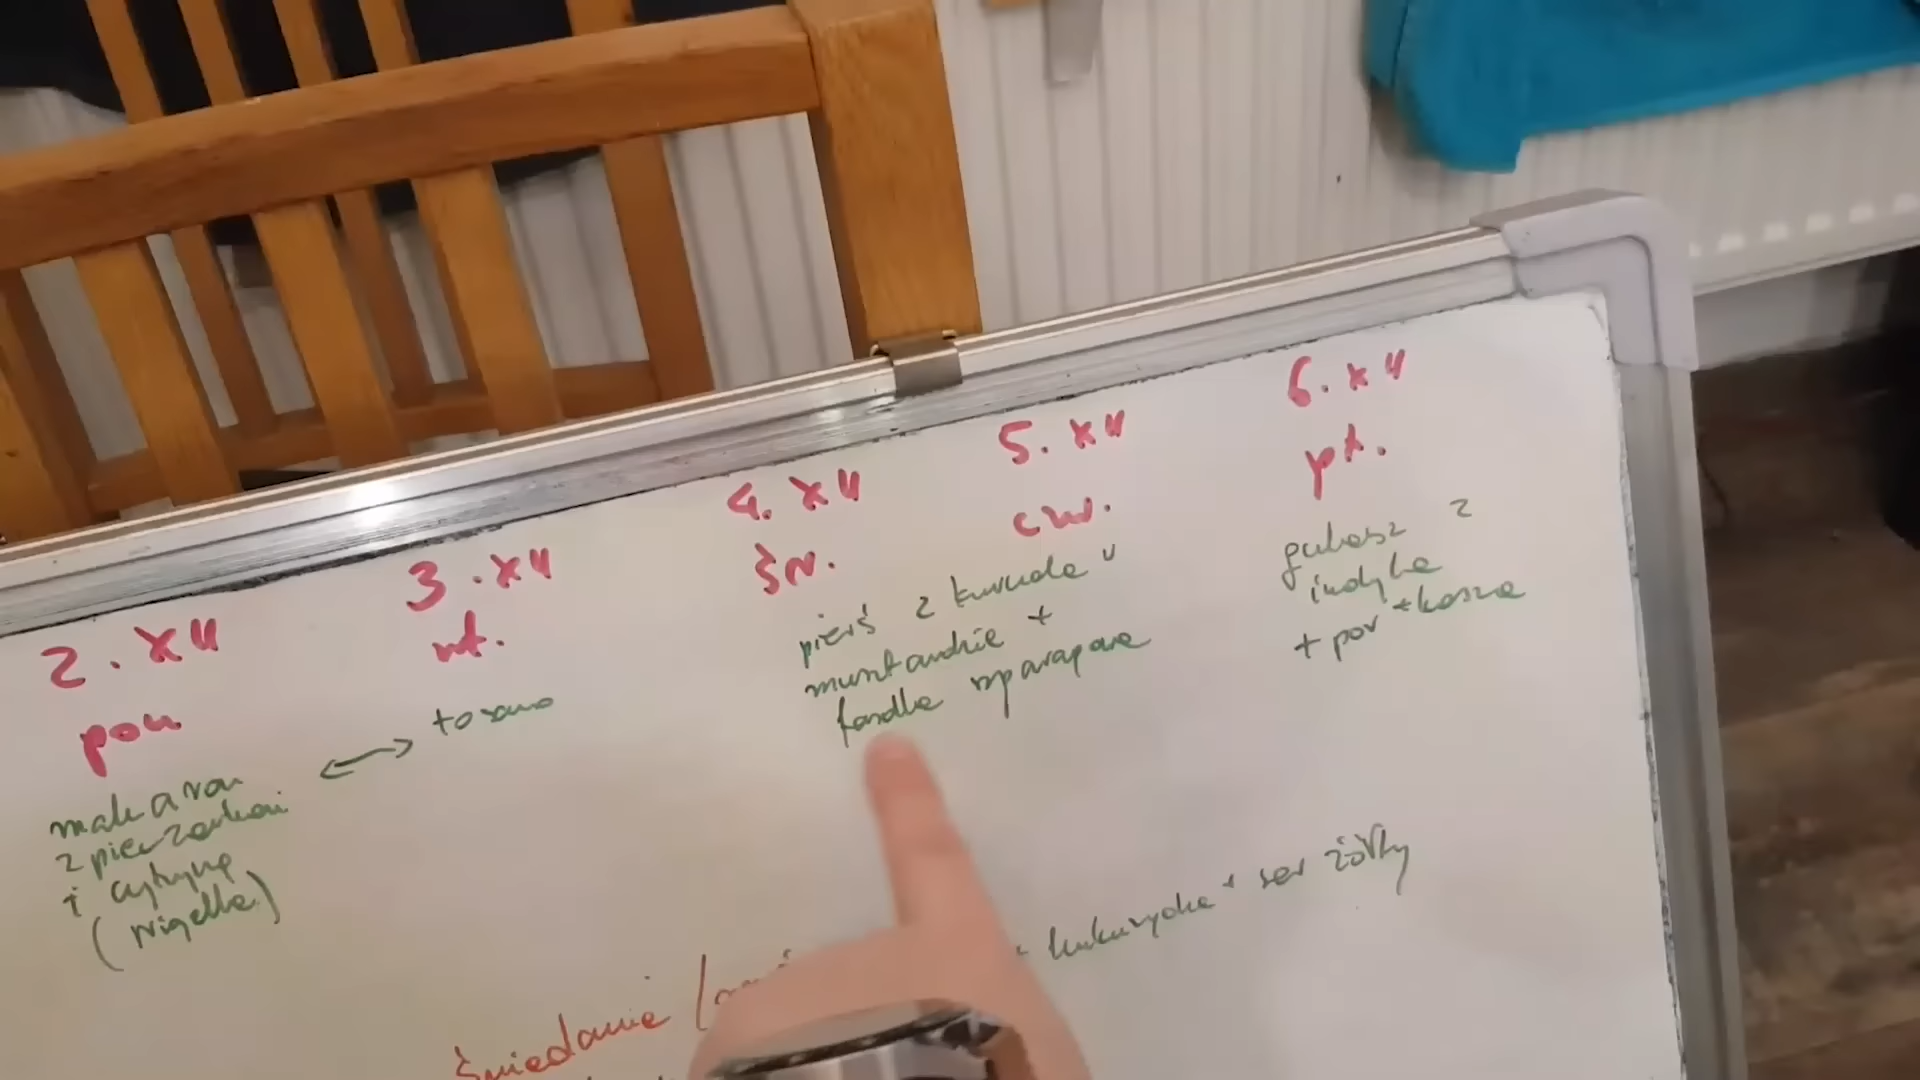 2. XII
pon.
makaron
z pieczarkami
i cytryną
(Nigella)
3. XII
wt.
to samo
4. XII
śr.
5. XII
czw.
pierś z kurczaka w
musztardzie +
fasolka szparagowa
6. XII
pt.
gulasz z
indyka
+ por + kasza
Śniadanie /
kukurydza + ser żółty